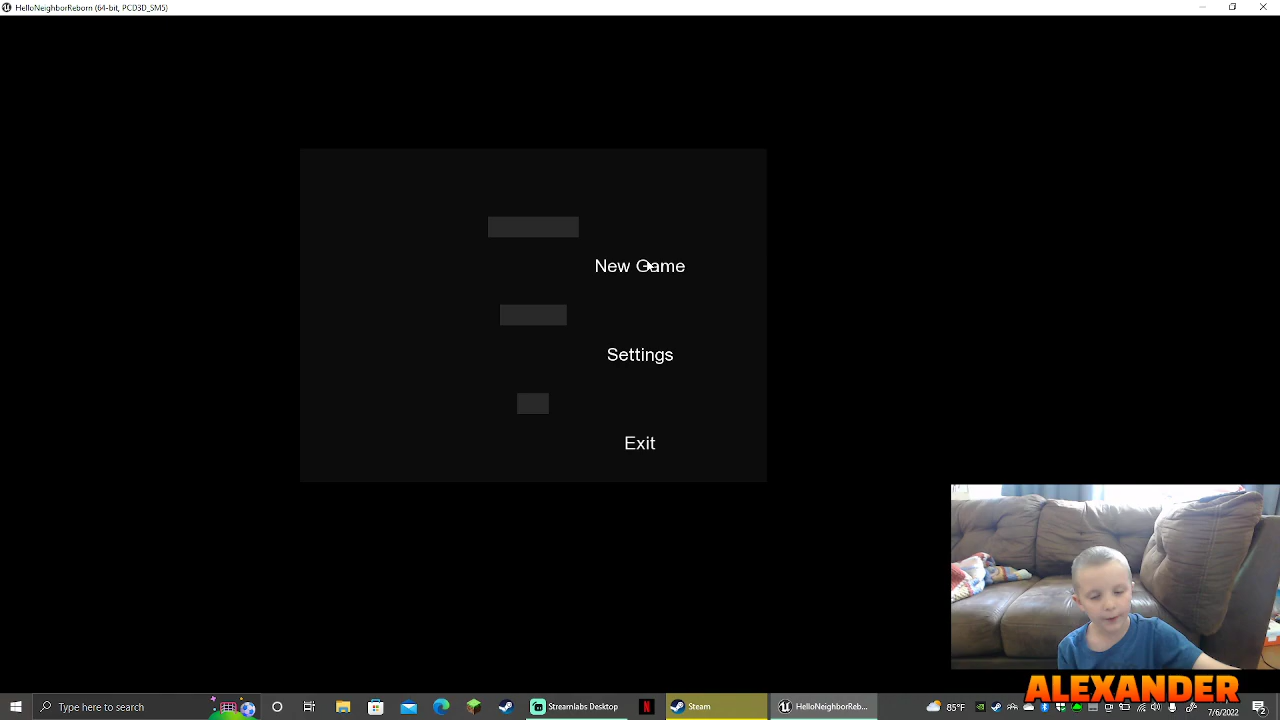 HelloNeighborReborn (64-bit, PCD3D_SM5)
New Game
Settings
Exit
ALEXANDER
Type here to search
Streamlabs Desktop
Steam
HelloNeighborReb...
85°F
7/6/2022